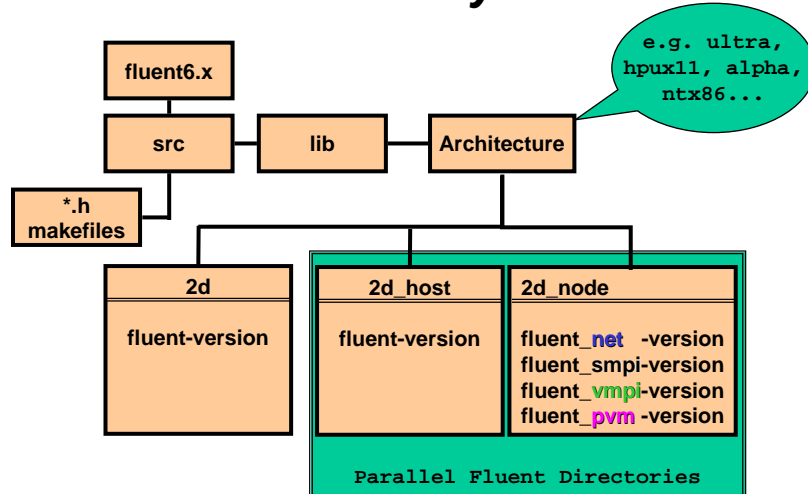 e.g. ultra,
hpux11, alpha,
ntx86...
fluent6.x
src
lib
Architecture
*.h
makefiles
2d
fluent-version
2d_host
fluent-version
2d_node
fluent_net -version
fluent_smpi-version
fluent_vmpi-version
fluent_pvm -version
Parallel Fluent Directories